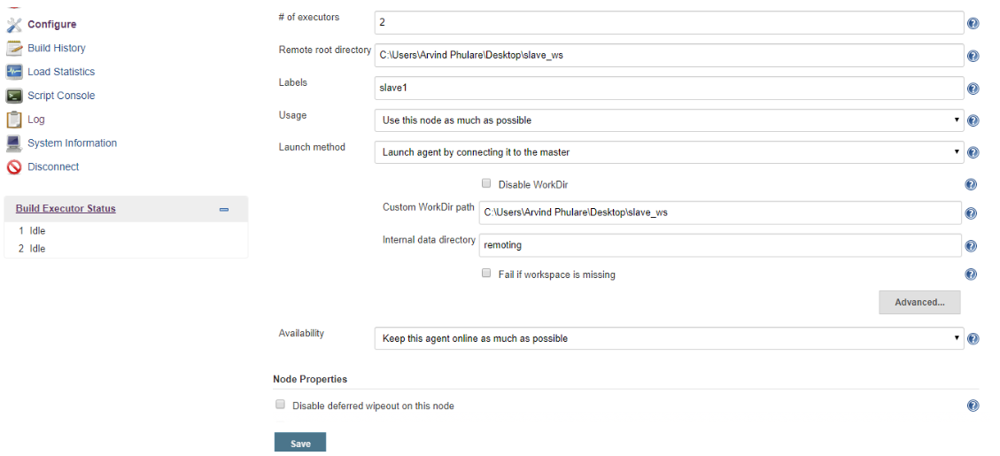 Configure
Build History
Load Statistics
Script Console
Log
System Information
Disconnect
Build Executor Status
1 Idle
2 Idle
# of executors
2
Remote root directory
C:\Users\Arvind Phulare\Desktop\slave_ws
Labels
slave1
Usage
Use this node as much as possible
Launch method
Launch agent by connecting it to the master
Disable WorkDir
Custom WorkDir path
C:\Users\Arvind Phulare\Desktop\slave_ws
Internal data directory
remoting
Fail if workspace is missing
Advanced...
Availability
Keep this agent online as much as possible
Node Properties
Disable deferred wipeout on this node
Save